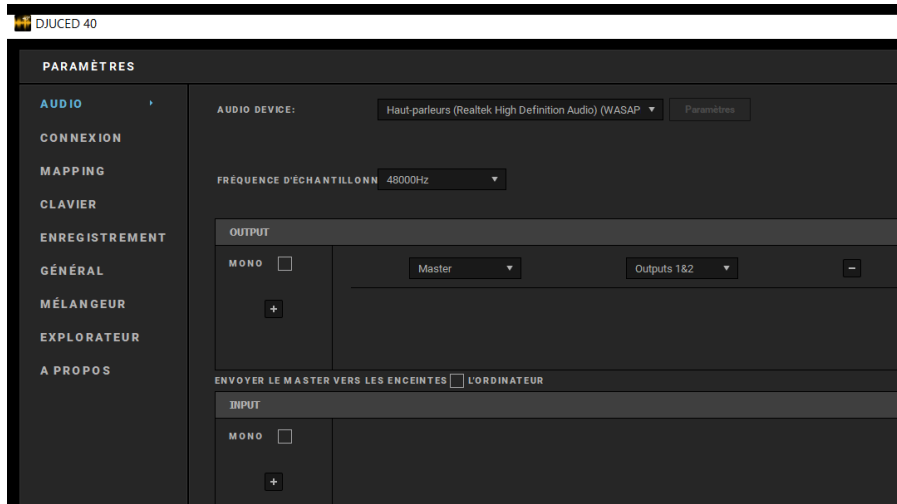 DJUCED 40
PARAMÈTRES
AUDIO
CONNEXION
MAPPING
CLAVIER
ENREGISTREMENT
GÉNÉRAL
MÉLANGEUR
EXPLORATEUR
A PROPOS
AUDIO DEVICE: Haut-parleurs (Realtek High Definition Audio) (WASAP Paramètres
FRÉQUENCE D'ÉCHANTILLONN 48000Hz
OUTPUT
MONO Master Outputs 1&2 −
+
ENVOYER LE MASTER VERS LES ENCEINTES L'ORDINATEUR
INPUT
MONO
+